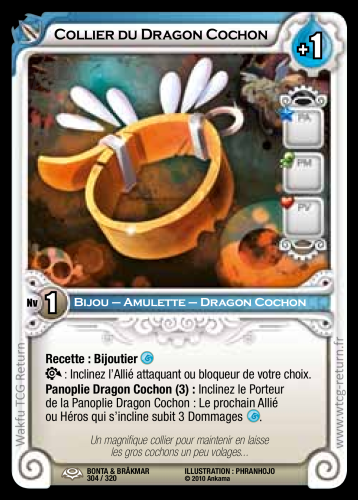 Collier du Dragon Cochon
+1
PA
PM
PV
Nv 1
Bijou – Amulette – Dragon Cochon
Recette : Bijoutier
: Inclinez l'Allié attaquant ou bloqueur de votre choix.
Panoplie Dragon Cochon (3) : Inclinez le Porteur
de la Panoplie Dragon Cochon : Le prochain Allié
ou Héros qui s'incline subit 3 Dommages .
Un magnifique collier pour maintenir en laisse
les gros cochons un peu volages...
BONTA & BRÂKMAR
304 / 320
ILLUSTRATION : PHRANHOJO
© 2010 Ankama
Wakfu TCG Return
www.wtcg-return.fr